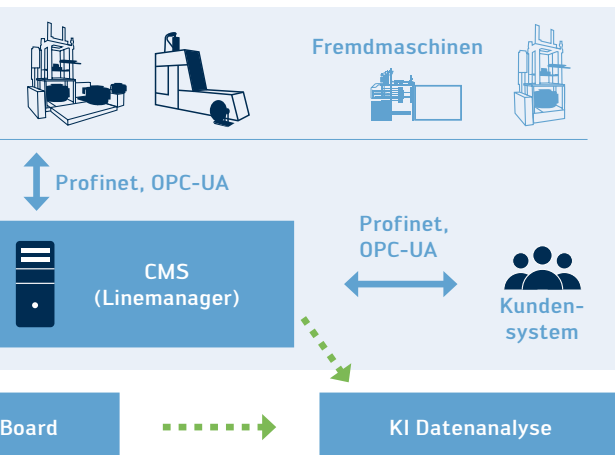 Fremdmaschinen
Profinet, OPC-UA
Profinet,
OPC-UA
CMS
(Linemanager)
Kunden-
system
Board
KI Datenanalyse